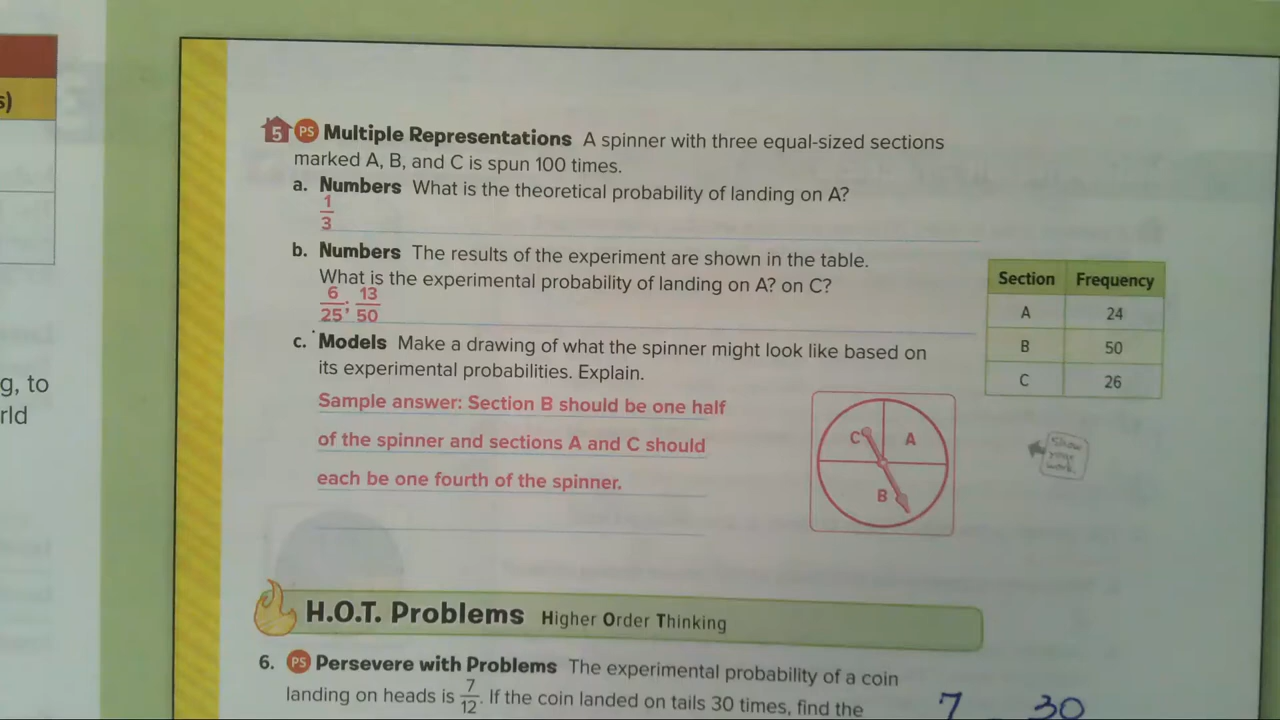 s)
g, to
rld
5 PS Multiple Representations A spinner with three equal-sized sections
marked A, B, and C is spun 100 times.
a. Numbers What is the theoretical probability of landing on A?
1/3
b. Numbers The results of the experiment are shown in the table.
What is the experimental probability of landing on A? on C?
6/25; 13/50
Section Frequency
A 24
B 50
C 26
c. Models Make a drawing of what the spinner might look like based on
its experimental probabilities. Explain.
Sample answer: Section B should be one half
of the spinner and sections A and C should
each be one fourth of the spinner.
C A
B
Show
your
work.
H.O.T. Problems Higher Order Thinking
6. PS Persevere with Problems The experimental probability of a coin
landing on heads is 7/12. If the coin landed on tails 30 times, find the
7 30